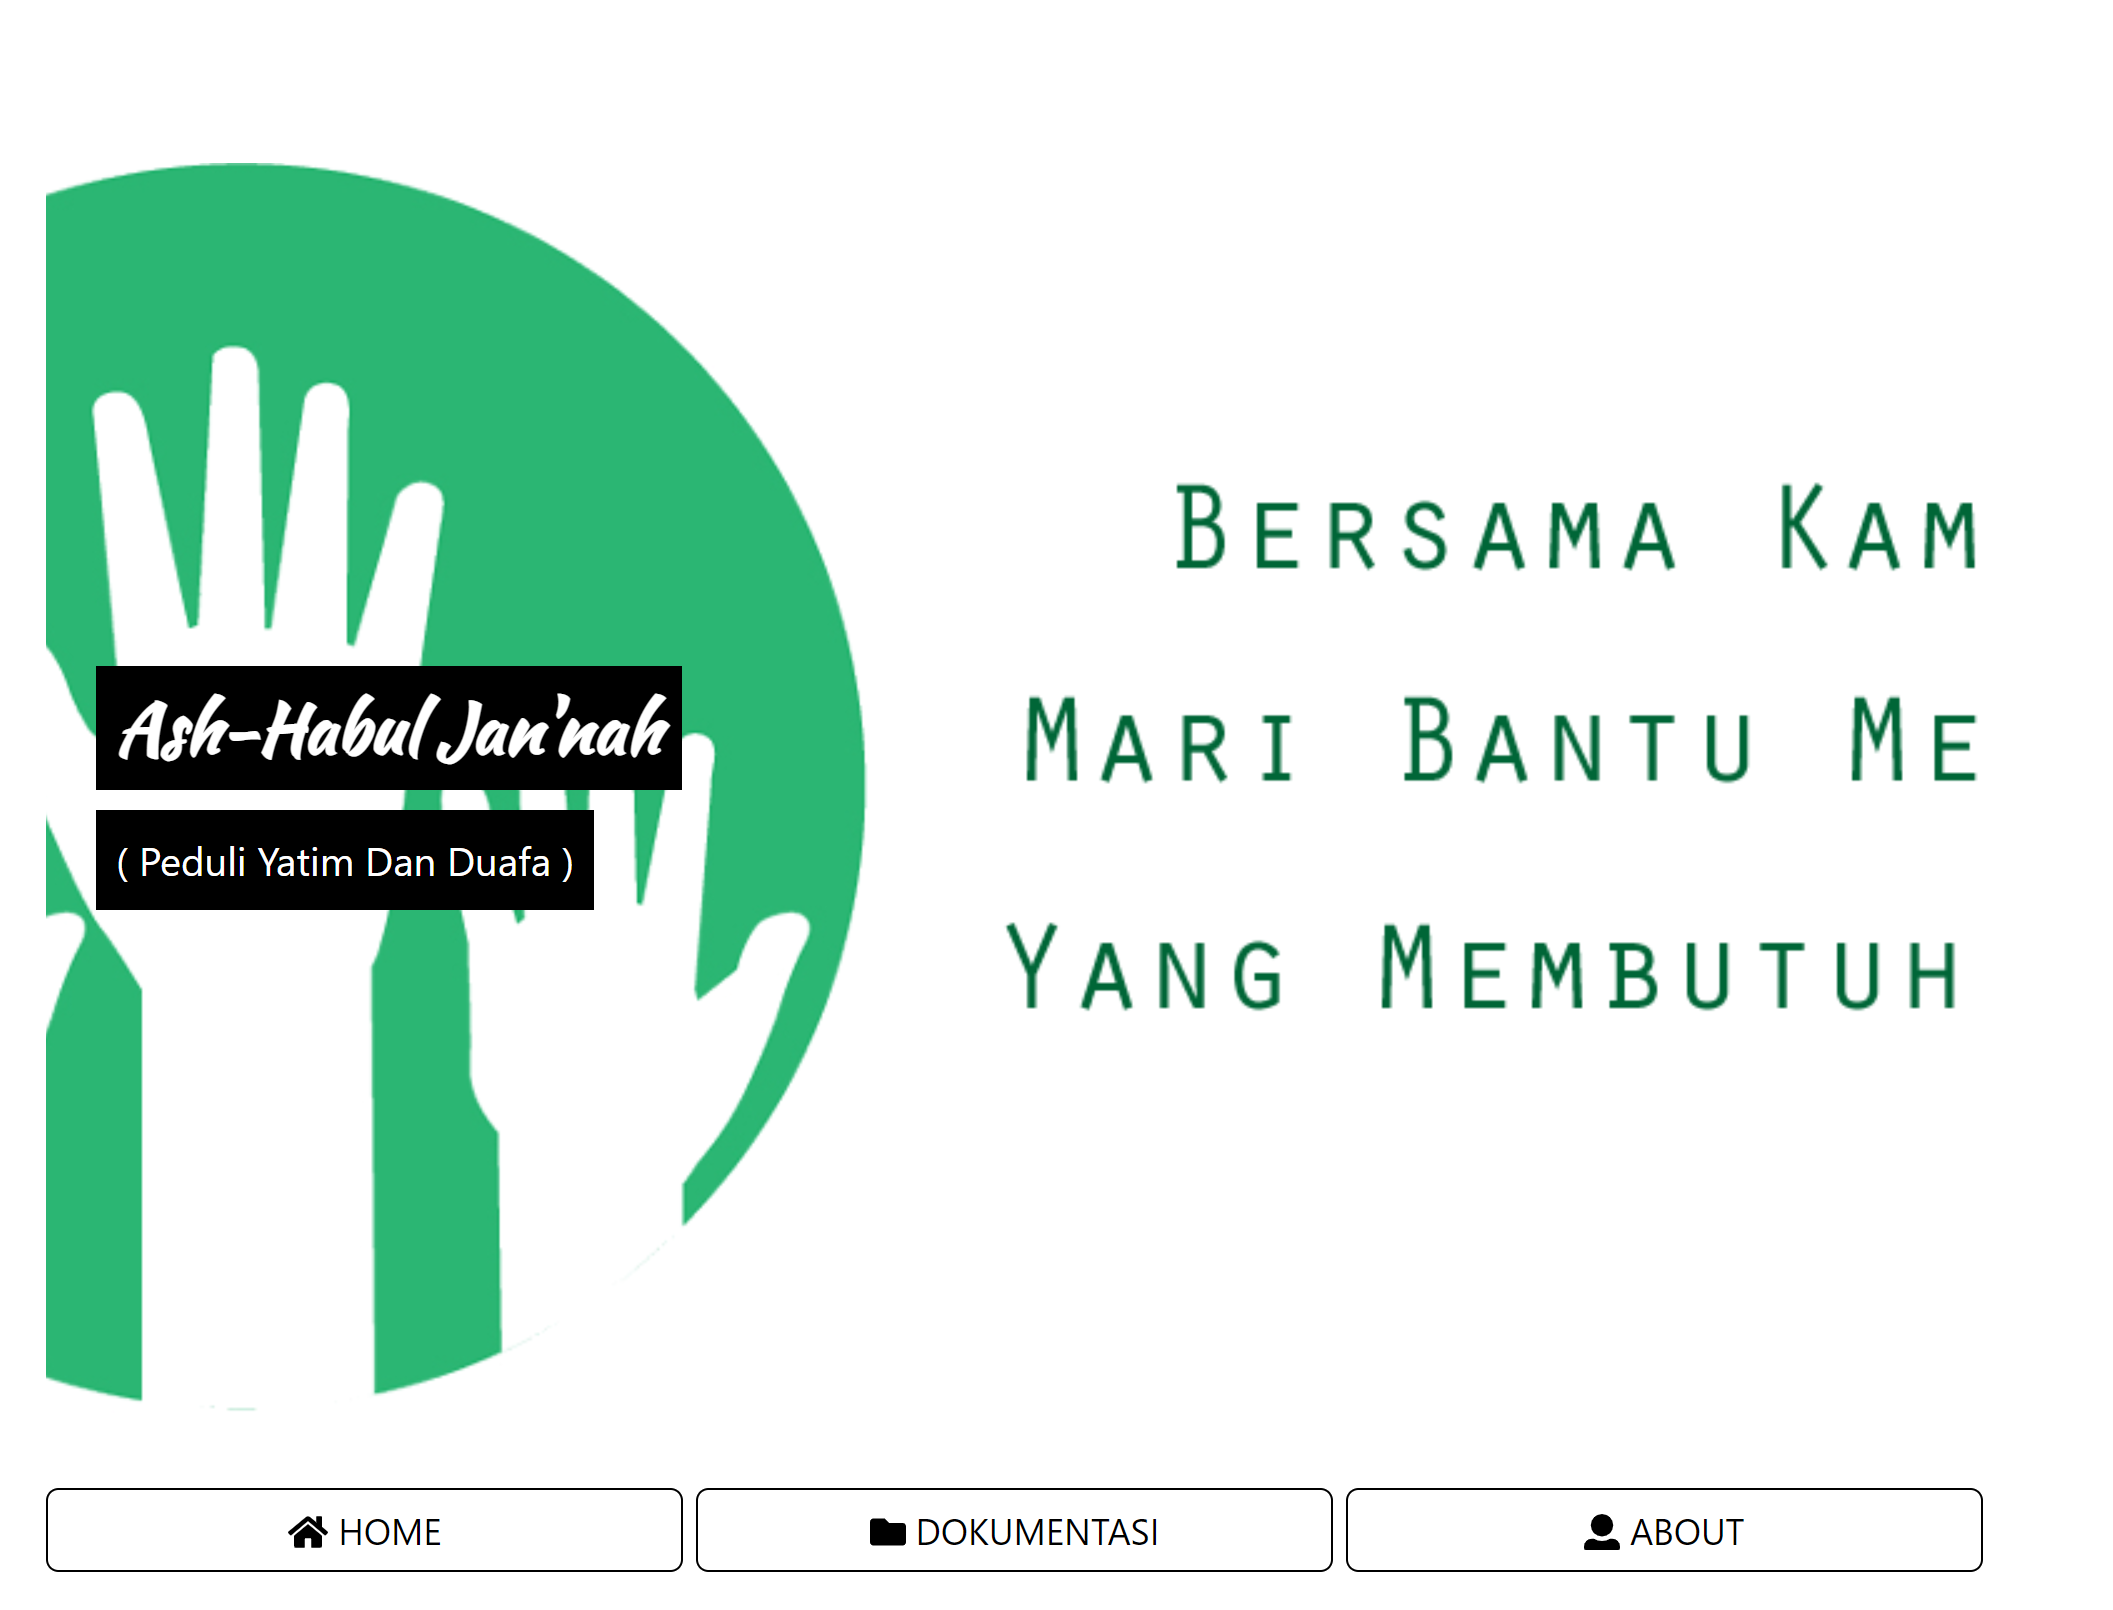 Bersama Kam
Mari Bantu Me
Yang Membutuh
Ash-Habul Jan'nah
( Peduli Yatim Dan Duafa )
HOME
DOKUMENTASI
ABOUT